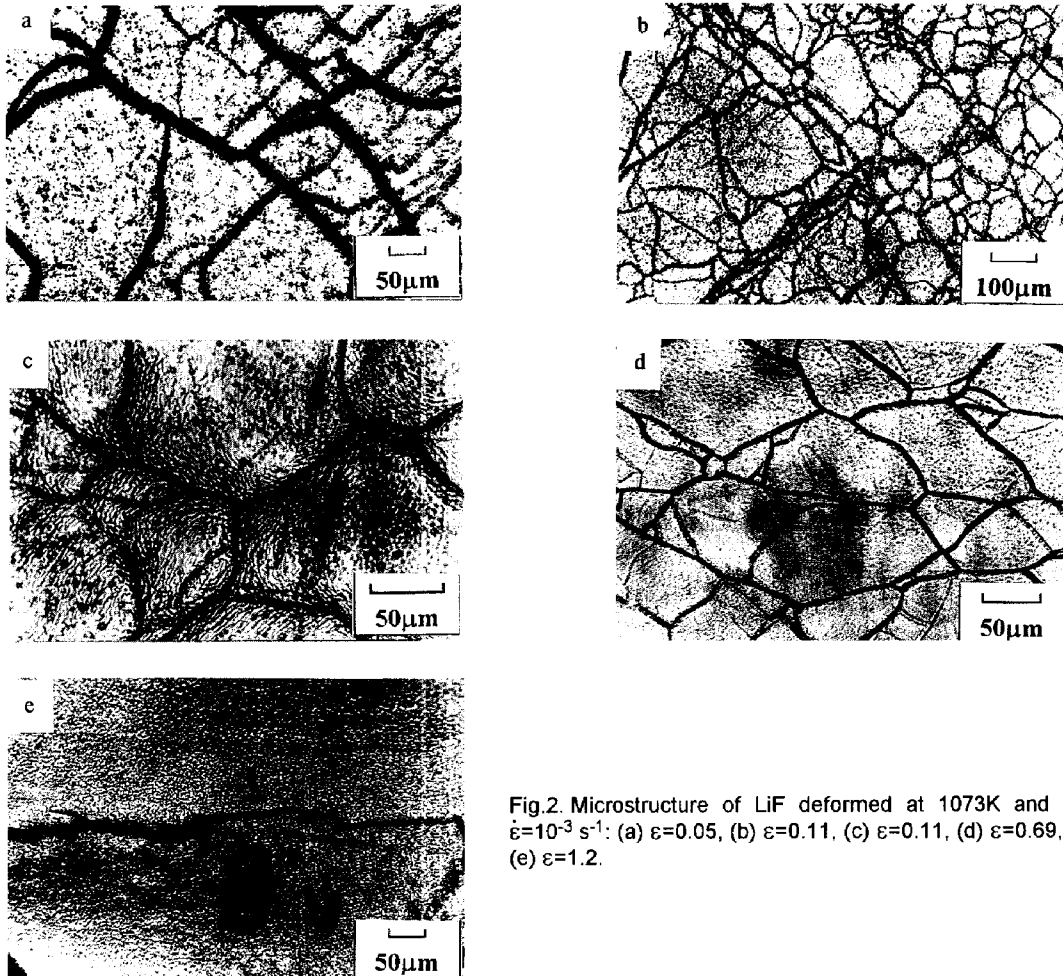 a
50μm
b
100μm
c
50μm
d
50μm
e
50μm
Fig.2. Microstructure of LiF deformed at 1073K and
ε̇=10⁻³ s⁻¹: (a) ε=0.05, (b) ε=0.11, (c) ε=0.11, (d) ε=0.69,
(e) ε=1.2.